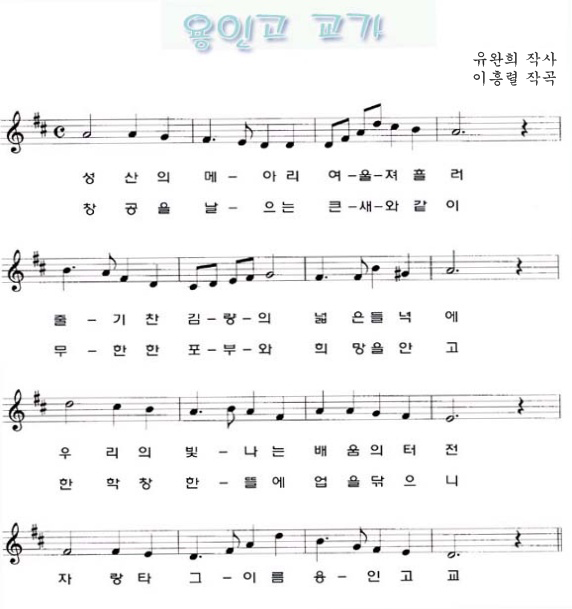 용인고 교가
유완희 작사
이흥렬 작곡
성 산 의 메 - 아 리 여-울-져 흘 러
창 공 을 날 - 으 는 큰-새-와 같 이
줄 - 기 찬 김-량-의 넓 은 들 녘 에
무 - 한 한 포-부-와 희 망 을 안 고
우 리 의 빛 - 나 는 배 움 의 터 전
한 학 창 한 - 뜰 에 업 을 닦 으 니
자 랑 타 그-이 름 용-인 고 교